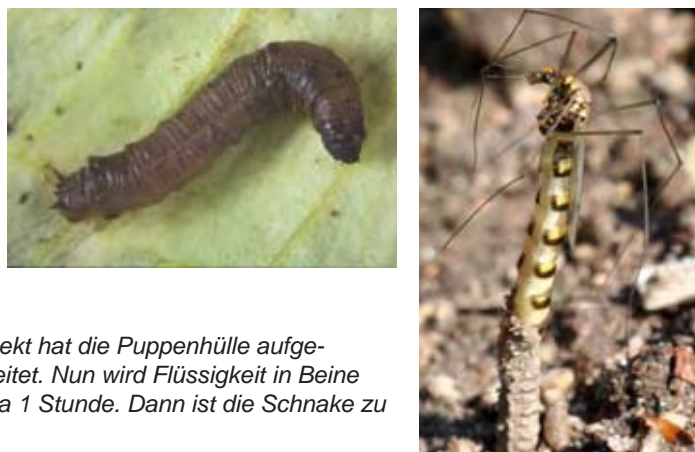 ekt hat die Puppenhülle aufge-
eitet. Nun wird Flüssigkeit in Beine
a 1 Stunde. Dann ist die Schnake zu